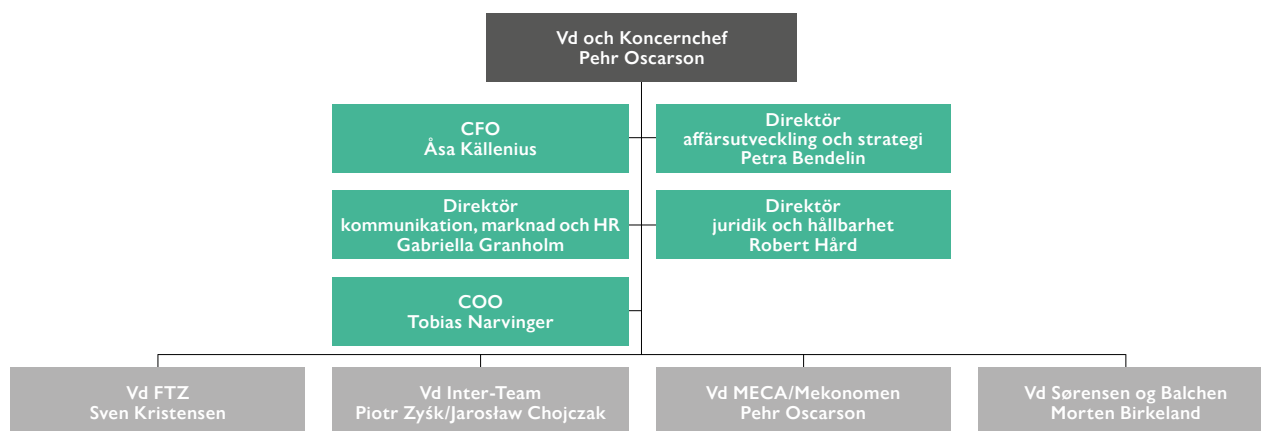 Vd och Koncernchef
Pehr Oscarson
CFO
Åsa Källenius
Direktör
affärsutveckling och strategi
Petra Bendelin
Direktör
kommunikation, marknad och HR
Gabriella Granholm
Direktör
juridik och hållbarhet
Robert Hård
COO
Tobias Narvinger
Vd FTZ
Sven Kristensen
Vd Inter-Team
Piotr Zyśk/Jarosław Chojczak
Vd MECA/Mekonomen
Pehr Oscarson
Vd Sørensen og Balchen
Morten Birkeland